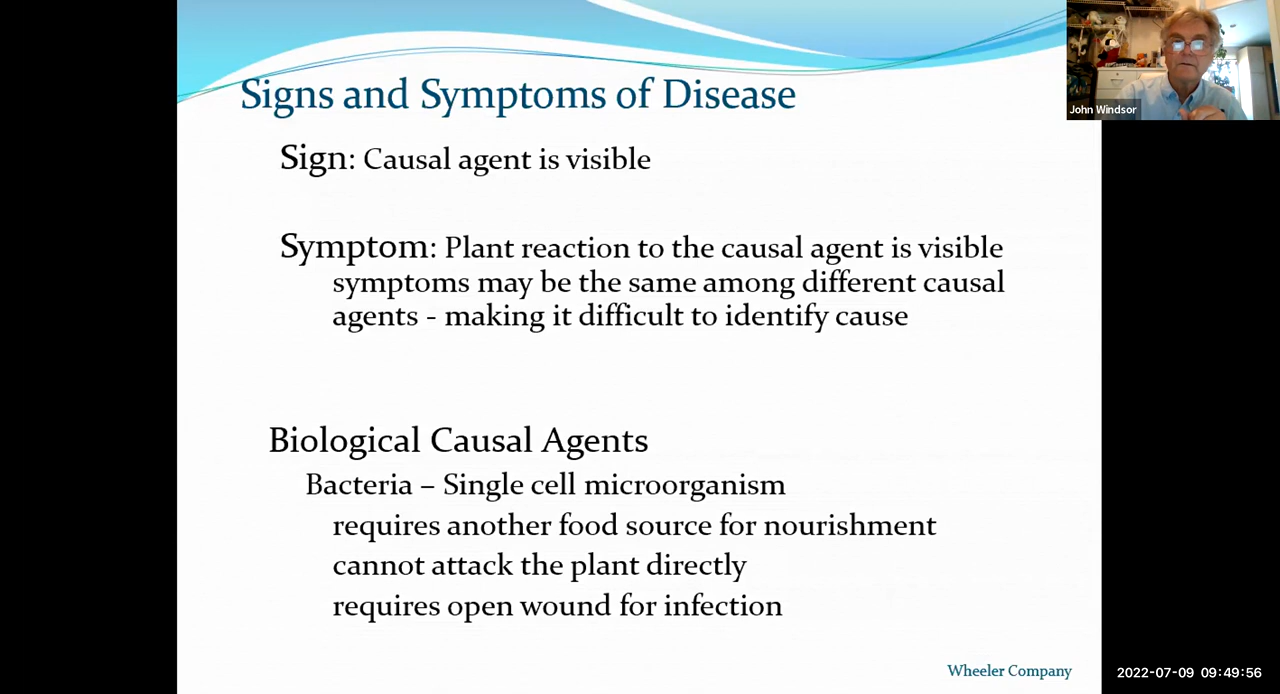 Signs and Symptoms of Disease
Sign: Causal agent is visible
Symptom: Plant reaction to the causal agent is visible
symptoms may be the same among different causal
agents - making it difficult to identify cause
Biological Causal Agents
Bacteria – Single cell microorganism
requires another food source for nourishment
cannot attack the plant directly
requires open wound for infection
Wheeler Company
John Windsor
2022-07-09 09:49:56